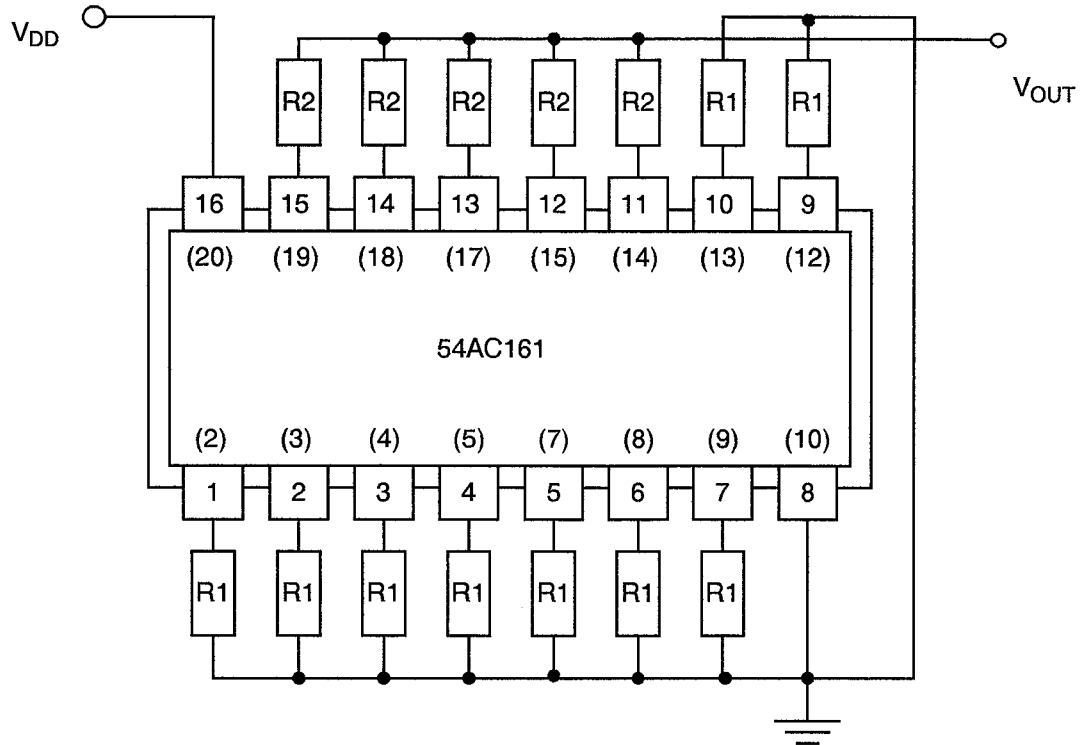 V_DD
V_OUT
R2 R2 R2 R2 R2 R1 R1
16 15 14 13 12 11 10 9
(20) (19) (18) (17) (15) (14) (13) (12)
54AC161
(2) (3) (4) (5) (7) (8) (9) (10)
1 2 3 4 5 6 7 8
R1 R1 R1 R1 R1 R1 R1